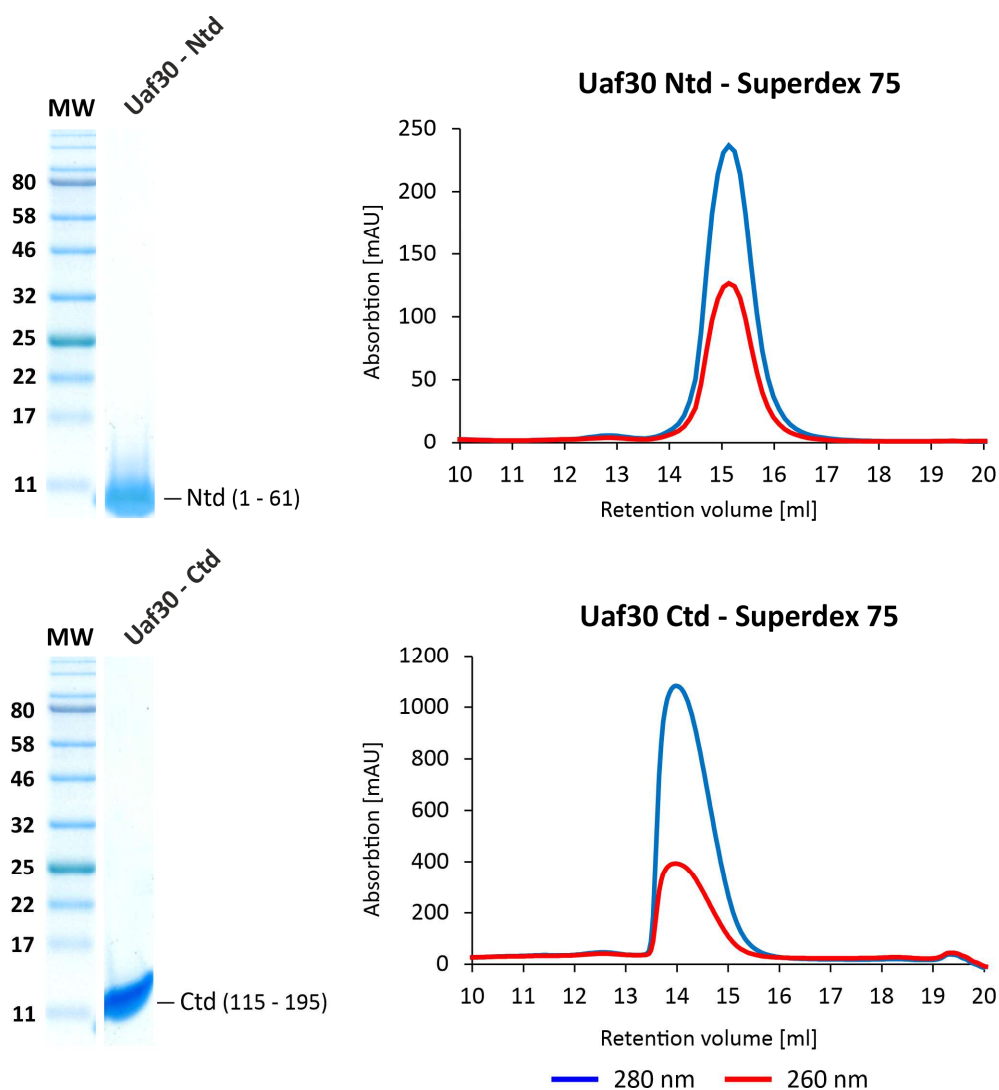 Uaf30 - Ntd
MW
80
58
46
32
25
22
17
11
Ntd (1 - 61)
Uaf30 Ntd - Superdex 75
Absorbtion [mAU]
250
200
150
100
50
0
10 11 12 13 14 15 16 17 18 19 20
Retention volume [ml]
Uaf30 - Ctd
MW
80
58
46
32
25
22
17
11
Ctd (115 - 195)
Uaf30 Ctd - Superdex 75
Absorbtion [mAU]
1200
1000
800
600
400
200
0
10 11 12 13 14 15 16 17 18 19 20
Retention volume [ml]
280 nm 260 nm